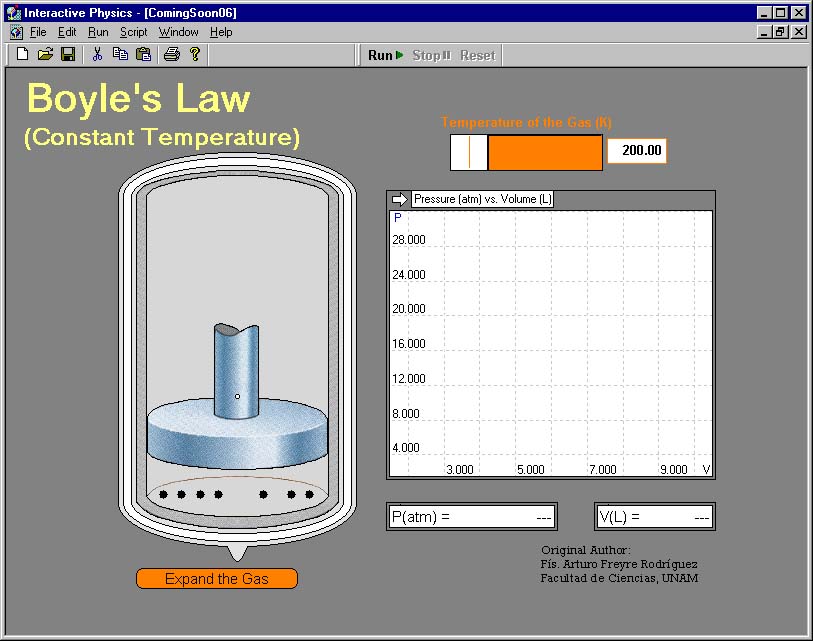 Interactive Physics - [ComingSoon06]
File Edit Run Script Window Help
Run Stop Reset
Boyle's Law
(Constant Temperature)
Temperature of the Gas (K)
200.00
Pressure (atm) vs. Volume (L)
P
28.000
24.000
20.000
16.000
12.000
8.000
4.000
3.000 5.000 7.000 9.000 V
P(atm) = ---
V(L) = ---
Original Author:
Fís. Arturo Freyre Rodríguez
Facultad de Ciencias, UNAM
Expand the Gas